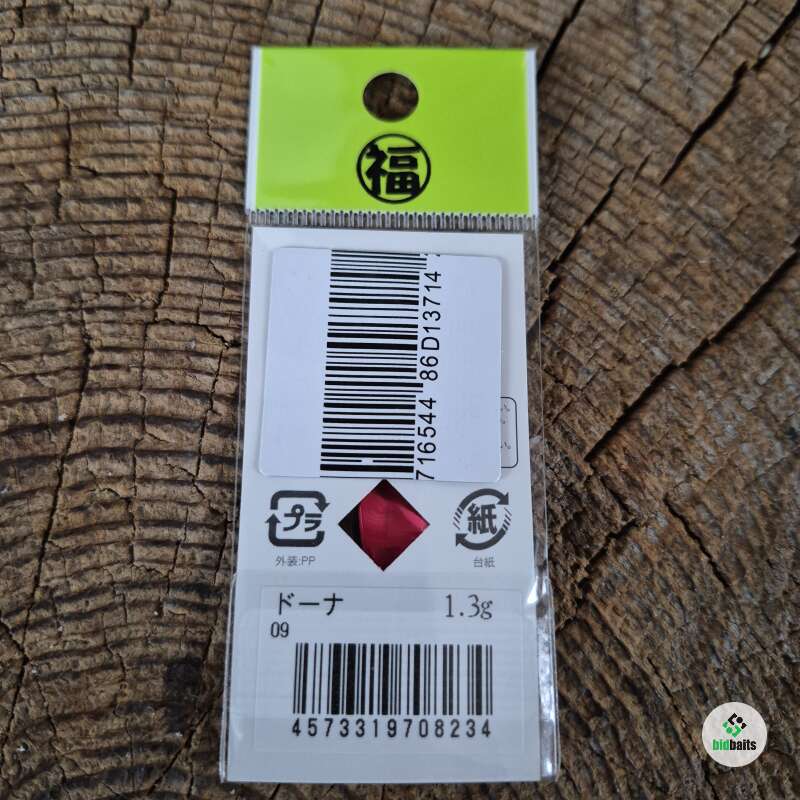 福
716544 86D13714
プラ
紙
外装:PP
台紙
ドーナ
1.3g
09
4573319708234
bidbaits